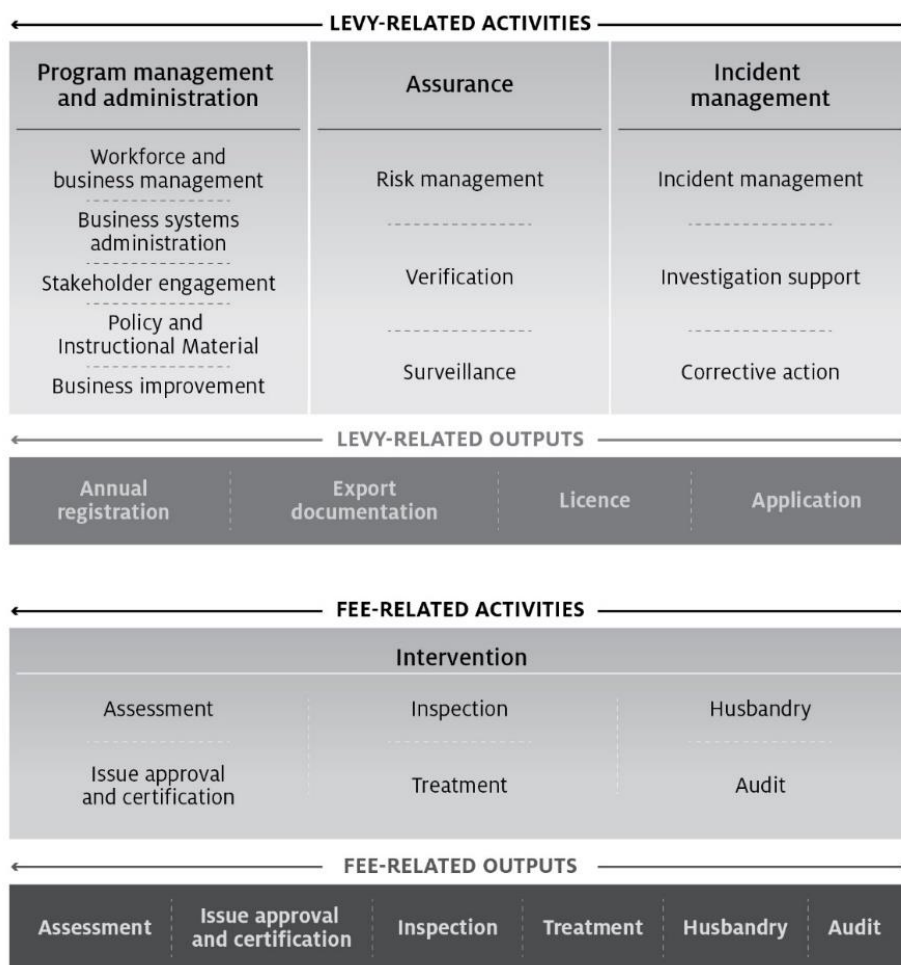 LEVY-RELATED ACTIVITIES
Program management
and administration
Workforce and
business management
Business systems
administration
Stakeholder engagement
Policy and
Instructional Material
Business improvement
Assurance
Risk management
Verification
Surveillance
Incident
management
Incident management
Investigation support
Corrective action
LEVY-RELATED OUTPUTS
Annual
registration
Export
documentation
Licence
Application
FEE-RELATED ACTIVITIES
Intervention
Assessment
Issue approval
and certification
Inspection
Treatment
Husbandry
Audit
FEE-RELATED OUTPUTS
Assessment
Issue approval
and certification
Inspection
Treatment
Husbandry
Audit